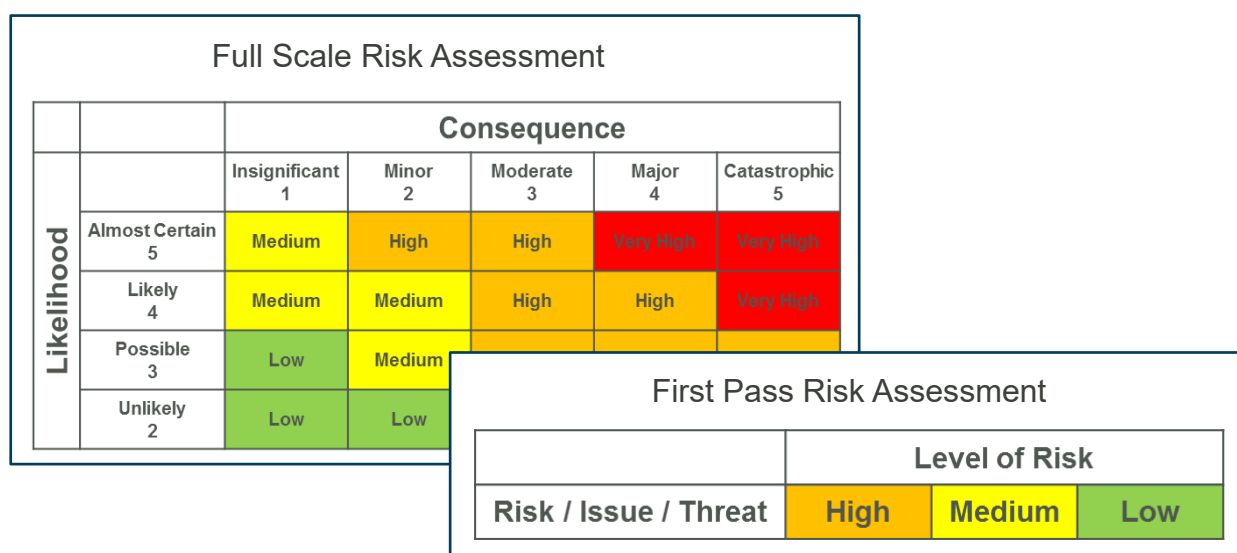 Full Scale Risk Assessment
Consequence
Insignificant Minor Moderate Major Catastrophic
1 2 3 4 5
Likelihood
Almost Certain
5
Medium High High Very High Very High
Likely
4
Medium Medium High High Very High
Possible
3
Low Medium
Unlikely
2
Low Low
First Pass Risk Assessment
Level of Risk
Risk / Issue / Threat High Medium Low